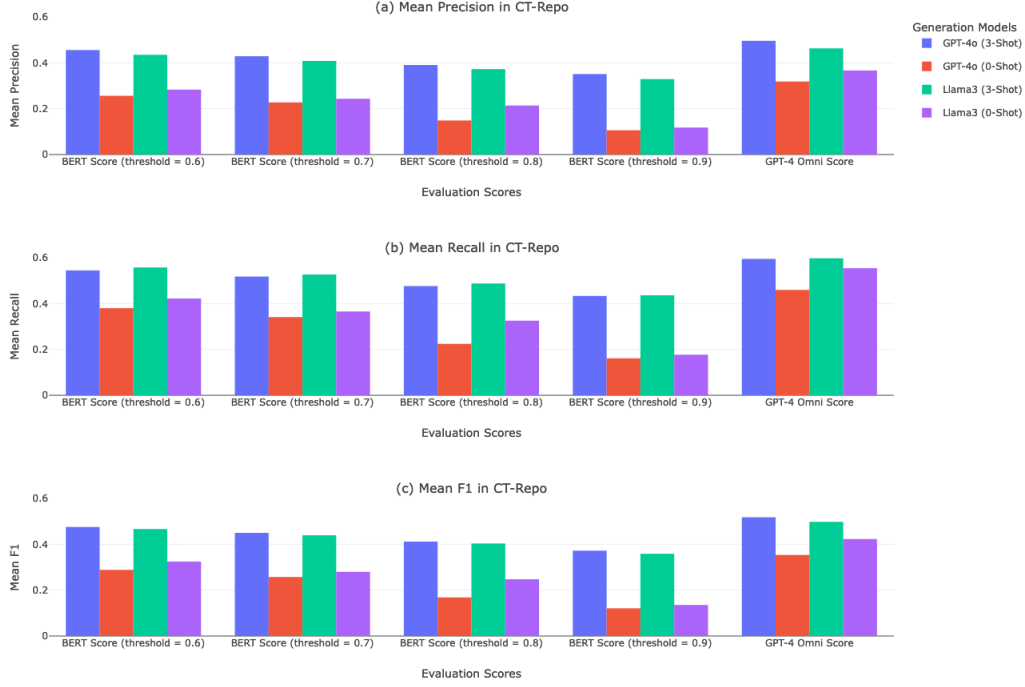 (a) Mean Precision in CT-Repo
Generation Models
GPT-4o (3-Shot)
GPT-4o (0-Shot)
Llama3 (3-Shot)
Llama3 (0-Shot)
Mean Precision
0.6
0.4
0.2
0
BERT Score (threshold = 0.6)
BERT Score (threshold = 0.7)
BERT Score (threshold = 0.8)
BERT Score (threshold = 0.9)
GPT-4 Omni Score
Evaluation Scores
(b) Mean Recall in CT-Repo
Mean Recall
0.6
0.4
0.2
0
BERT Score (threshold = 0.6)
BERT Score (threshold = 0.7)
BERT Score (threshold = 0.8)
BERT Score (threshold = 0.9)
GPT-4 Omni Score
Evaluation Scores
(c) Mean F1 in CT-Repo
Mean F1
0.6
0.4
0.2
0
BERT Score (threshold = 0.6)
BERT Score (threshold = 0.7)
BERT Score (threshold = 0.8)
BERT Score (threshold = 0.9)
GPT-4 Omni Score
Evaluation Scores